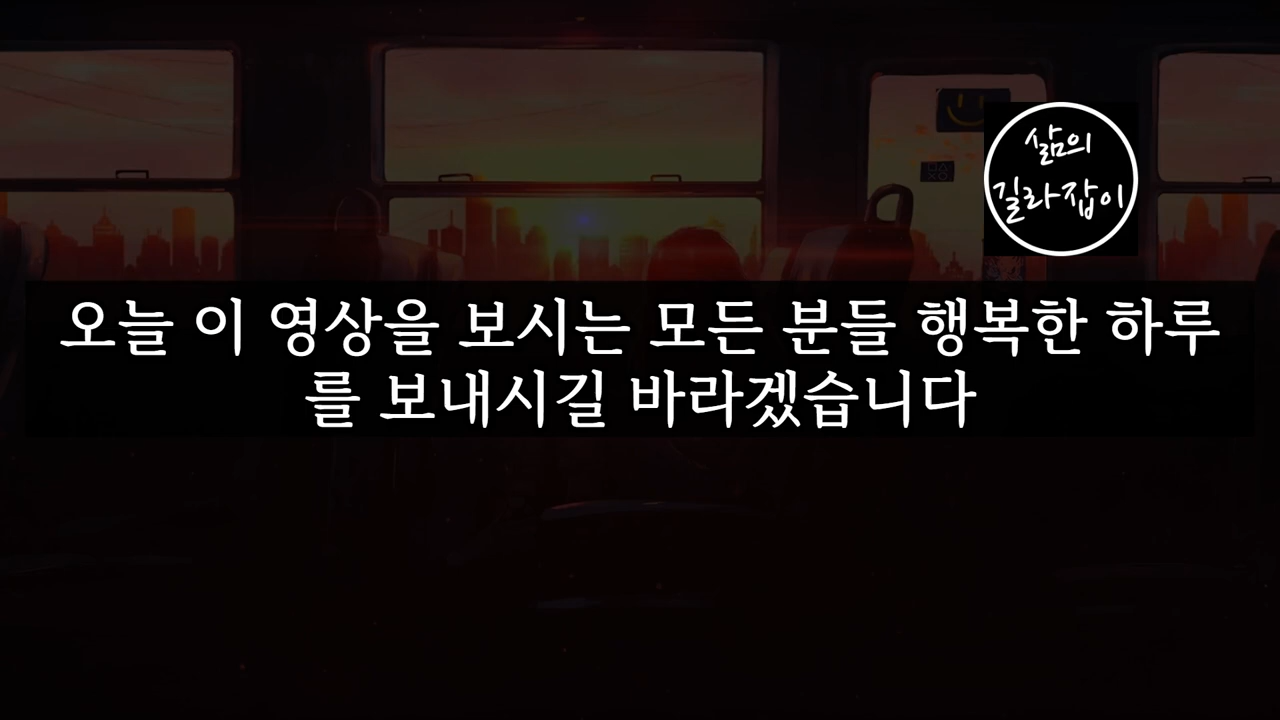 삶의
길라잡이
오늘 이 영상을 보시는 모든 분들 행복한 하루
를 보내시길 바라겠습니다